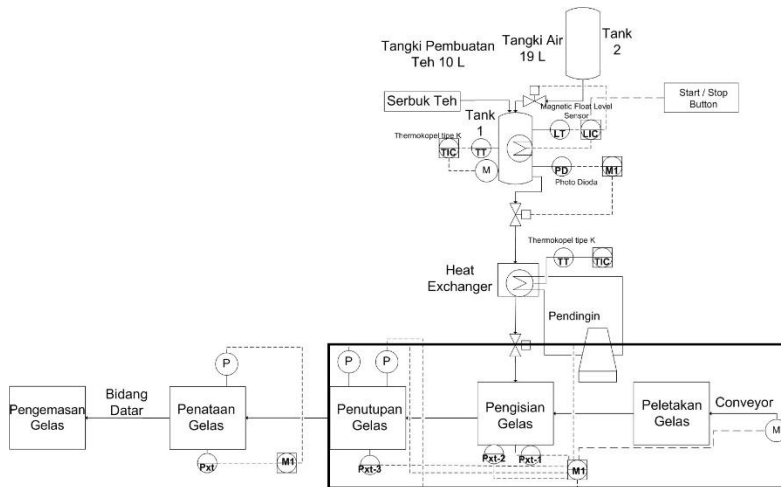 Tangki Pembuatan
Teh 10 L
Tangki Air
19 L
Tank
2
Serbuk Teh
Magnetic Float Level
Sensor
Start / Stop
Button
Tank
1
LT
LIC
Thermokopel tipe K
TIC
TT
M
PD
M1
Photo Dioda
Thermokopel tipe K
TT
TIC
Heat
Exchanger
Pendingin
P
P
P
Pengemasan
Gelas
Bidang
Datar
Penataan
Gelas
Penutupan
Gelas
Pengisian
Gelas
Peletakan
Gelas
Conveyor
M
Pxt
M1
Pxt-3
Pxt-2
Pxt-1
M1